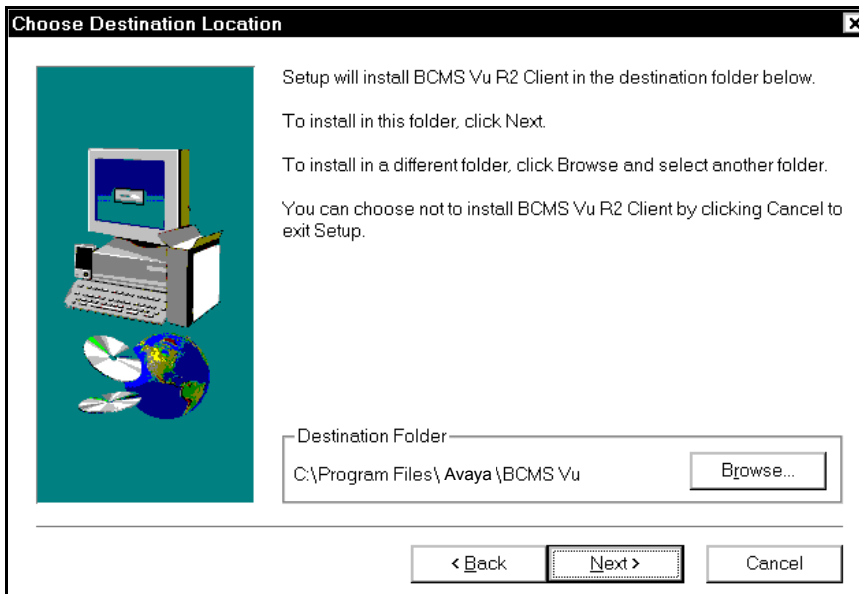 Choose Destination Location
Setup will install BCMS Vu R2 Client in the destination folder below.
To install in this folder, click Next.
To install in a different folder, click Browse and select another folder.
You can choose not to install BCMS Vu R2 Client by clicking Cancel to
exit Setup.
Destination Folder
C:\Program Files\ Avaya \BCMS Vu
Browse...
< Back
Next >
Cancel